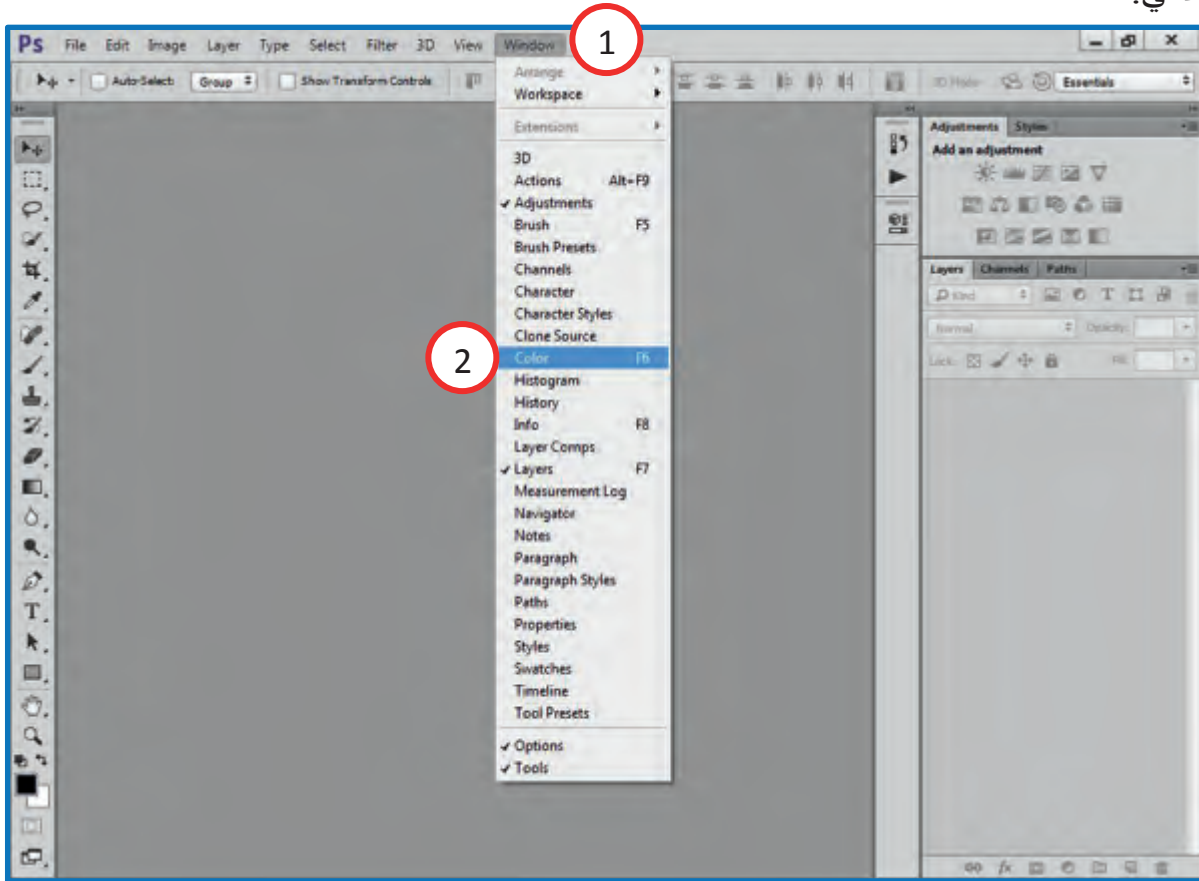 Ps File Edit Image Layer Type Select Filter 3D View Window
1
Auto-Select: Group Show Transform Controls 3D Mode: Essentials
Arrange
Workspace
Extensions
3D
Actions Alt+F9
Adjustments
Brush F5
Brush Presets
Channels
Character
Character Styles
Clone Source
2
Color F6
Histogram
History
Info F8
Layer Comps
Layers F7
Measurement Log
Navigator
Notes
Paragraph
Paragraph Styles
Paths
Properties
Styles
Swatches
Timeline
Tool Presets
Options
Tools
Adjustments Styles
Add an adjustment
Layers Channels Paths
Kind
Normal Opacity:
Lock: Fill: